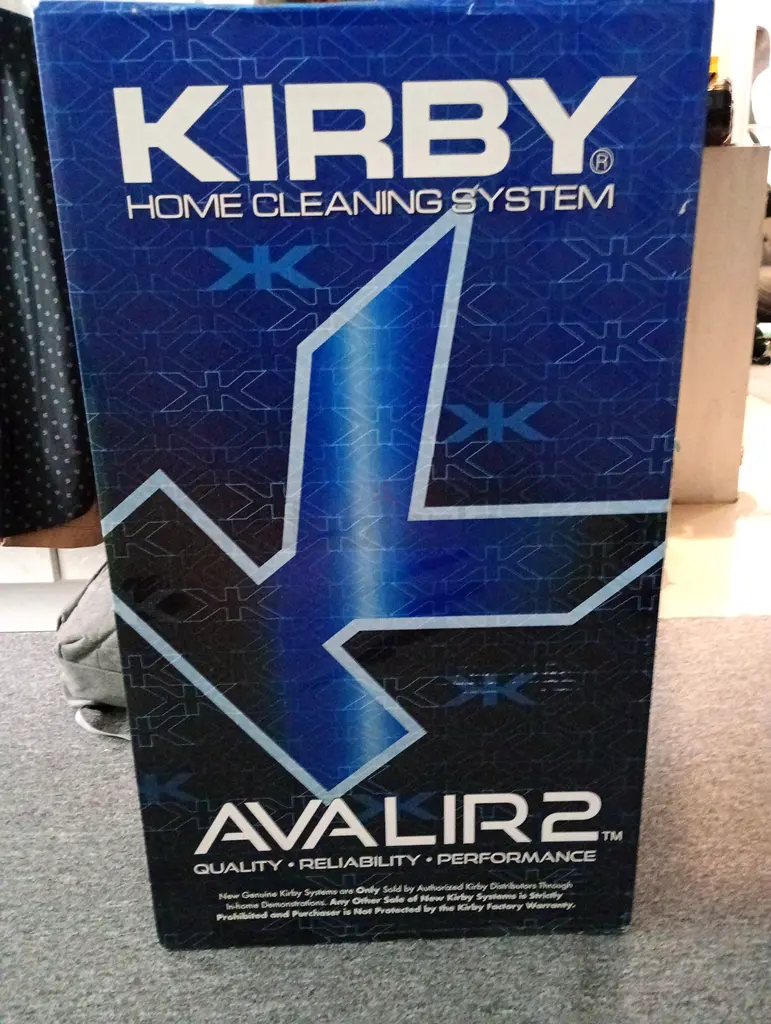 KIRBY®
HOME CLEANING SYSTEM
AVALIR 2™
QUALITY • RELIABILITY • PERFORMANCE
New Genuine Kirby Systems are Only Sold by Authorized Kirby Distributors Through
In-home Demonstrations. Any Other Sale of New Kirby Systems is Strictly
Prohibited and Purchaser is Not Protected by the Kirby Factory Warranty.